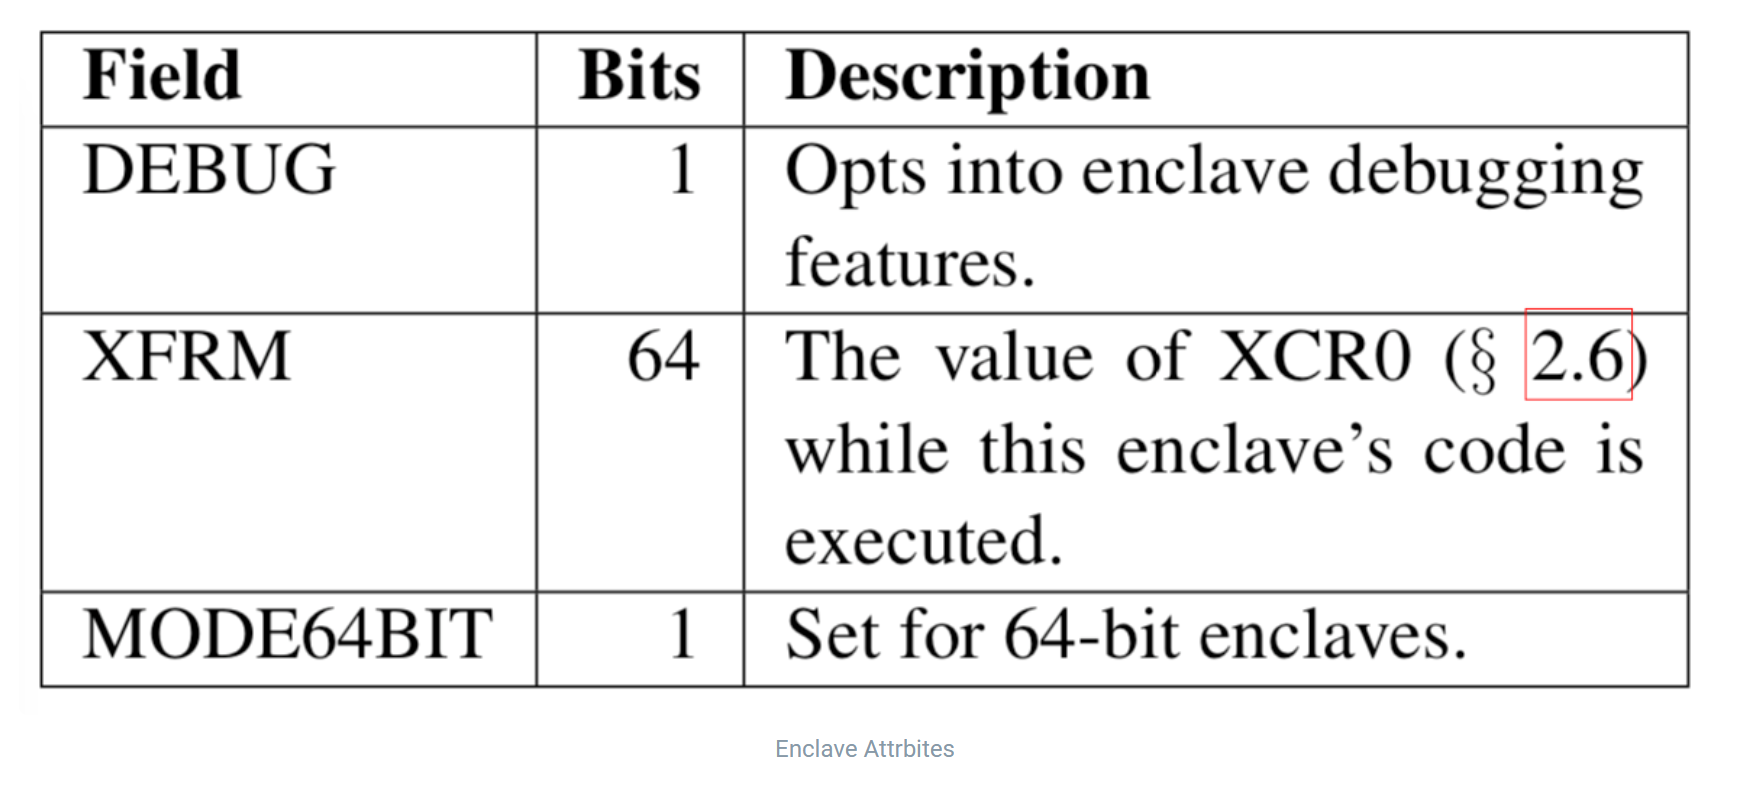 Field Bits Description
DEBUG 1 Opts into enclave debugging
features.
XFRM 64 The value of XCR0 (§ 2.6)
while this enclave’s code is
executed.
MODE64BIT 1 Set for 64-bit enclaves.
Enclave Attrbites